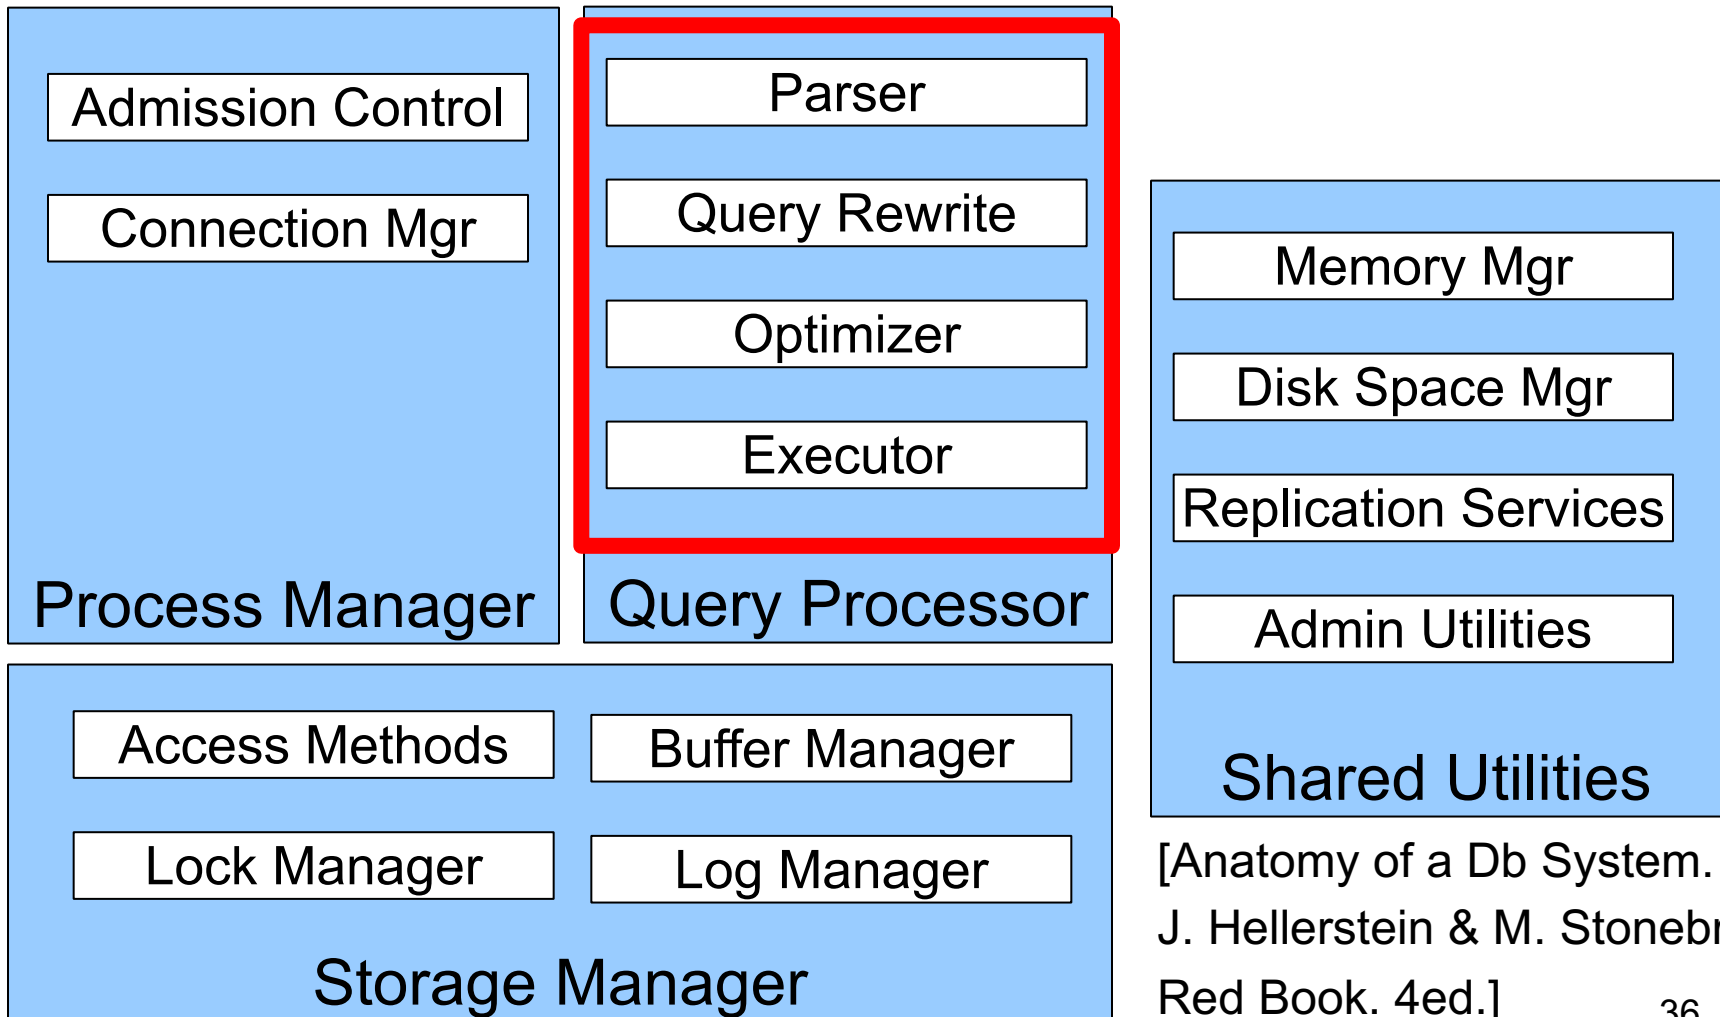 Admission Control
Connection Mgr
Process Manager
Parser
Query Rewrite
Optimizer
Executor
Query Processor
Access Methods
Buffer Manager
Lock Manager
Log Manager
Storage Manager
Memory Mgr
Disk Space Mgr
Replication Services
Admin Utilities
Shared Utilities
[Anatomy of a Db System.
J. Hellerstein & M.
Red Book. 4ed.]
36